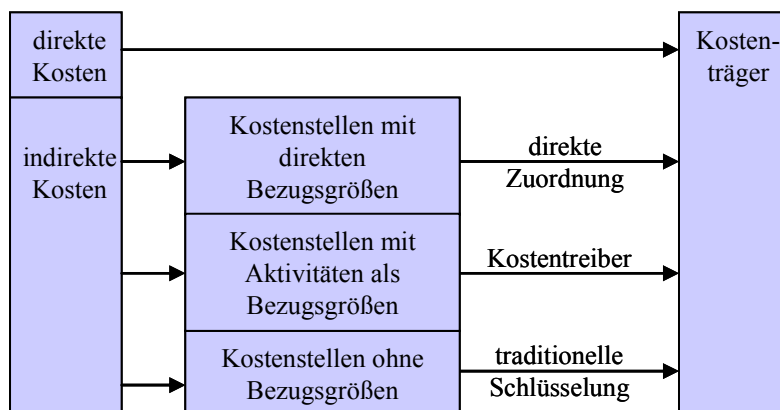 direkte
Kosten
Kosten-
träger
indirekte
Kosten
Kostenstellen mit
direkten
Bezugsgrößen
direkte
Zuordnung
Kostenstellen mit
Aktivitäten als
Bezugsgrößen
Kostentreiber
Kostenstellen ohne
Bezugsgrößen
traditionelle
Schlüsselung